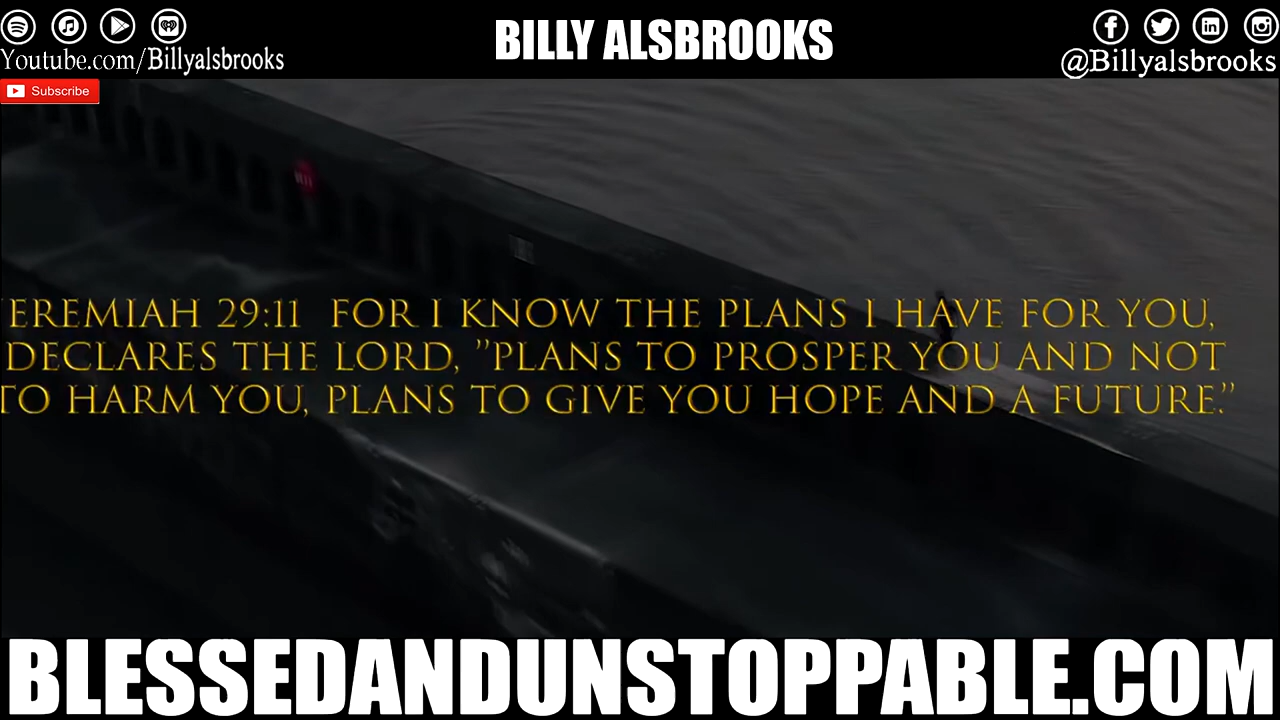 BILLY ALSBROOKS
Youtube.com/Billyalsbrooks
@Billyalsbrooks
Subscribe
EREMIAH 29:11 FOR I KNOW THE PLANS I HAVE FOR YOU,
DECLARES THE LORD, "PLANS TO PROSPER YOU AND NOT
TO HARM YOU, PLANS TO GIVE YOU HOPE AND A FUTURE."
BLESSEDANDUNSTOPPABLE.COM